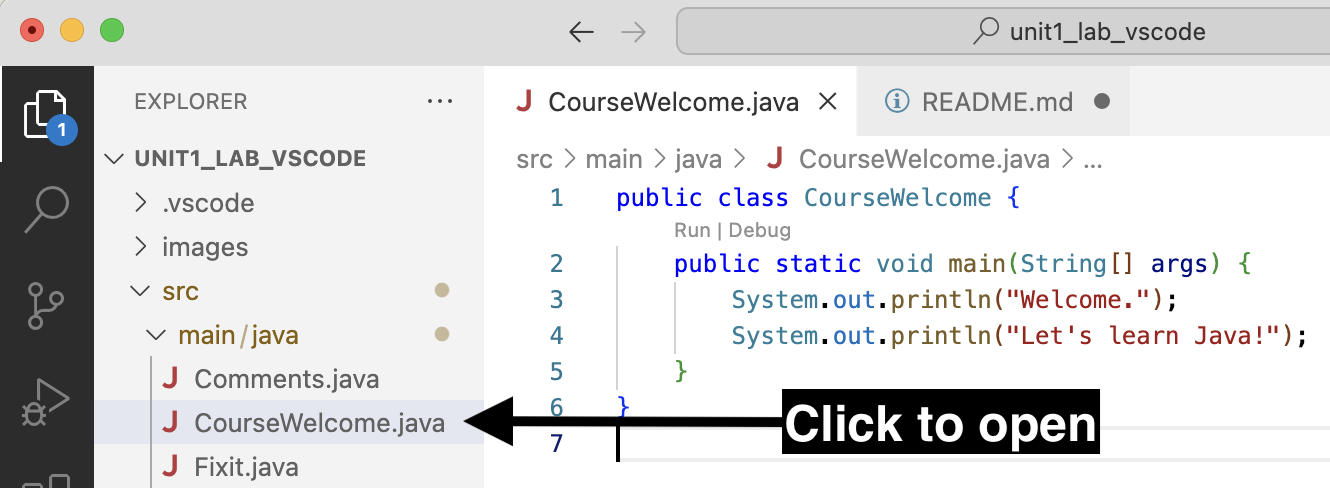 unit1_lab_vscode
1
EXPLORER ...
UNIT1_LAB_VSCODE
.vscode
images
src
main/java
J Comments.java
J CourseWelcome.java
J Fixit.java
J CourseWelcome.java
README.md
src > main > java > J CourseWelcome.java > ...
1 public class CourseWelcome {
Run | Debug
2 public static void main(String[] args) {
3 System.out.println("Welcome.");
4 System.out.println("Let's learn Java!");
5 }
6 }
7
Click to open